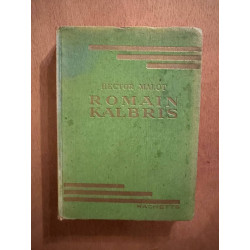 HECTOR MALOT
ROMAIN
KALBRIS
HACHETTE